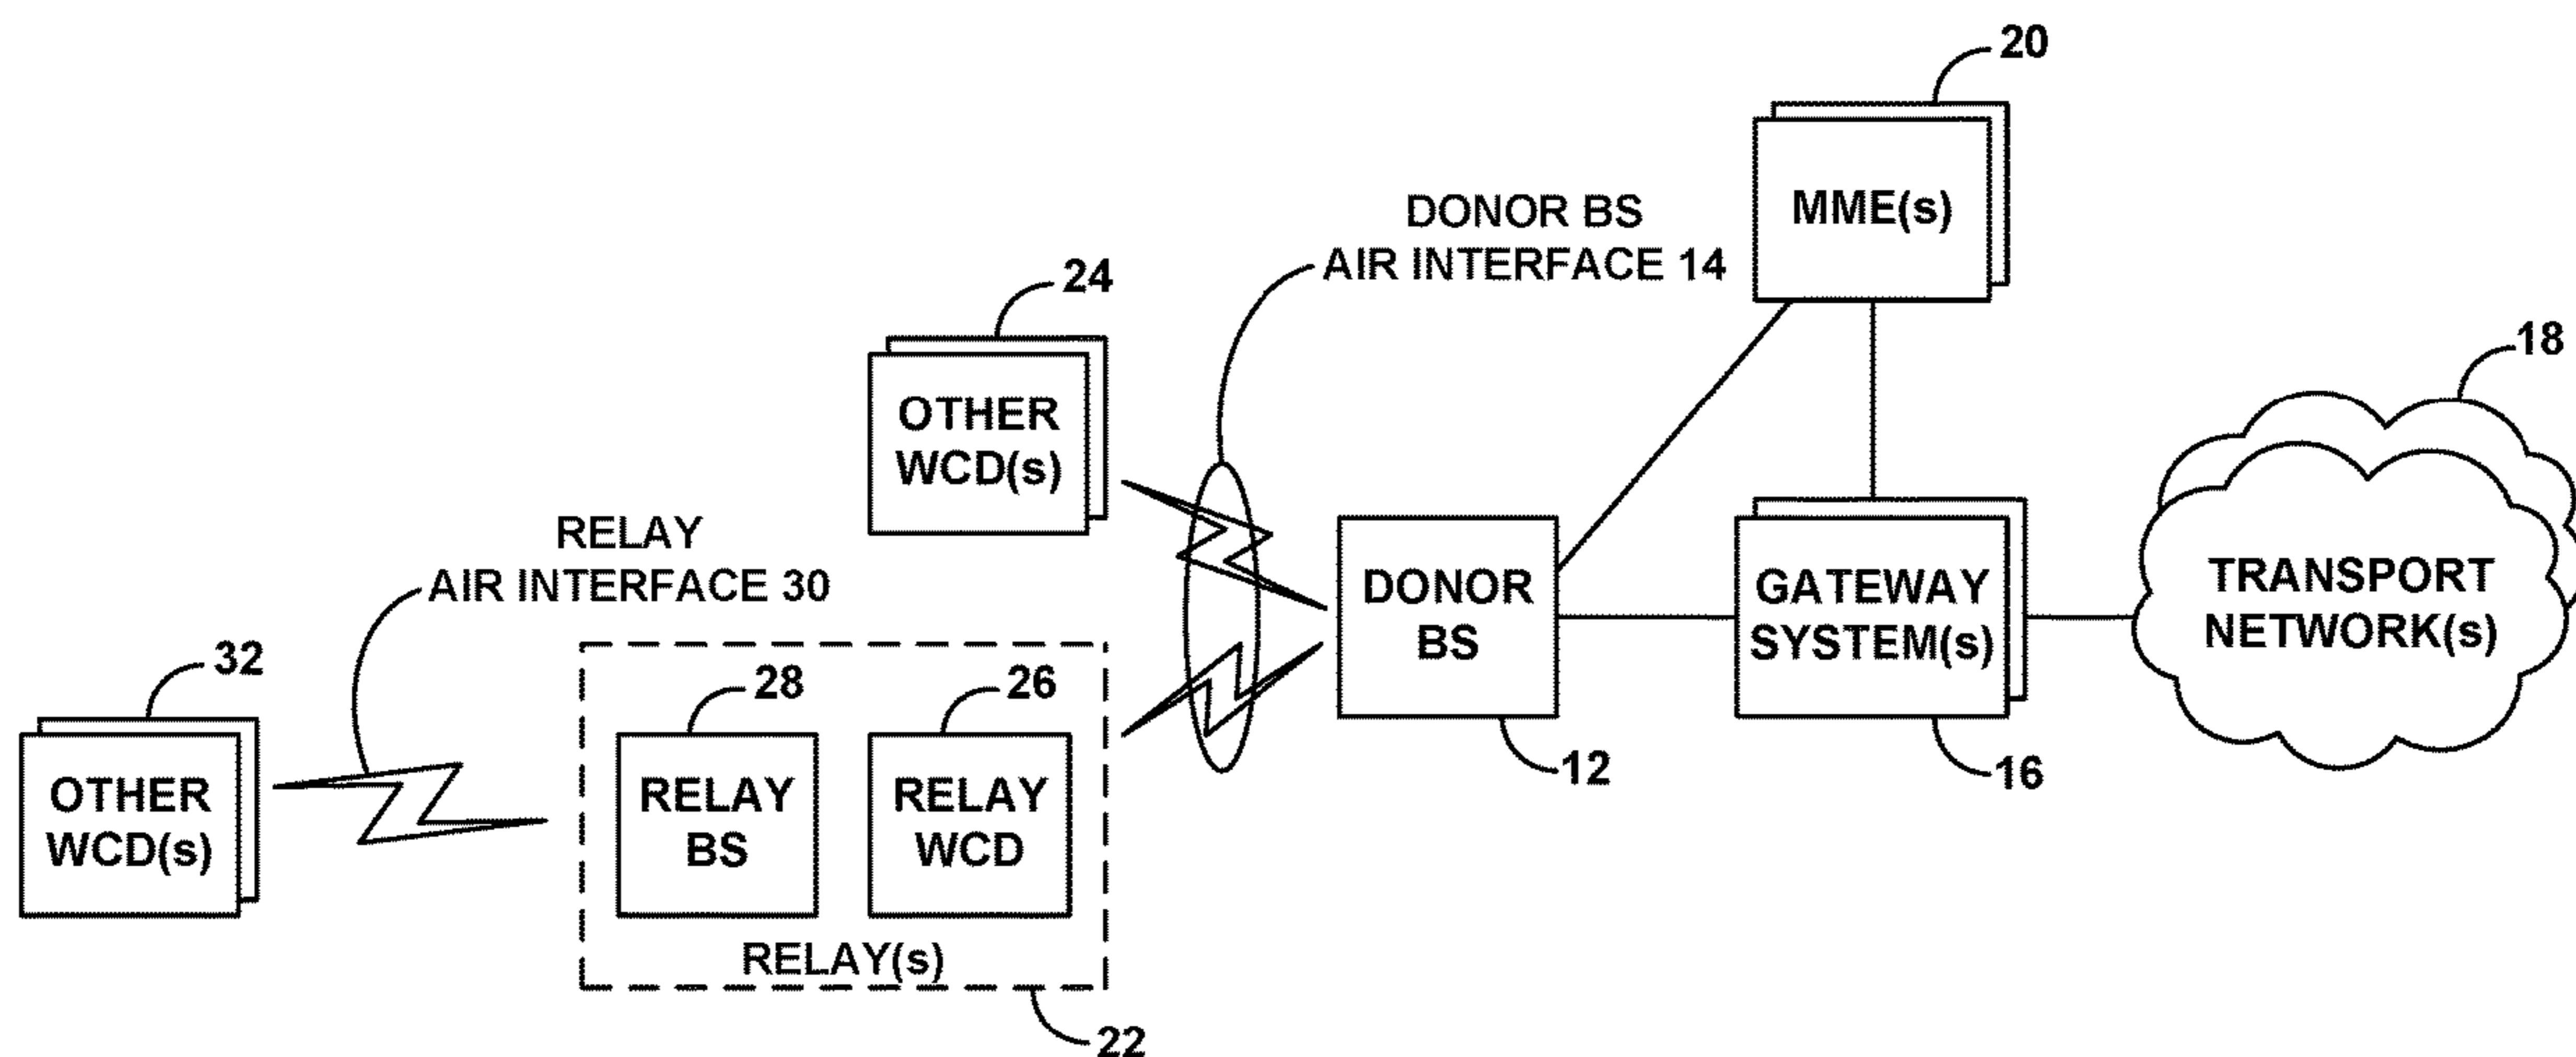 20
MME(s)
DONOR BS
AIR INTERFACE 14
24
OTHER
WCD(s)
18
TRANSPORT
NETWORK(s)
RELAY
AIR INTERFACE 30
DONOR
BS
12
GATEWAY
SYSTEM(s)
16
32
OTHER
WCD(s)
28
RELAY
BS
26
RELAY
WCD
RELAY(s)
22